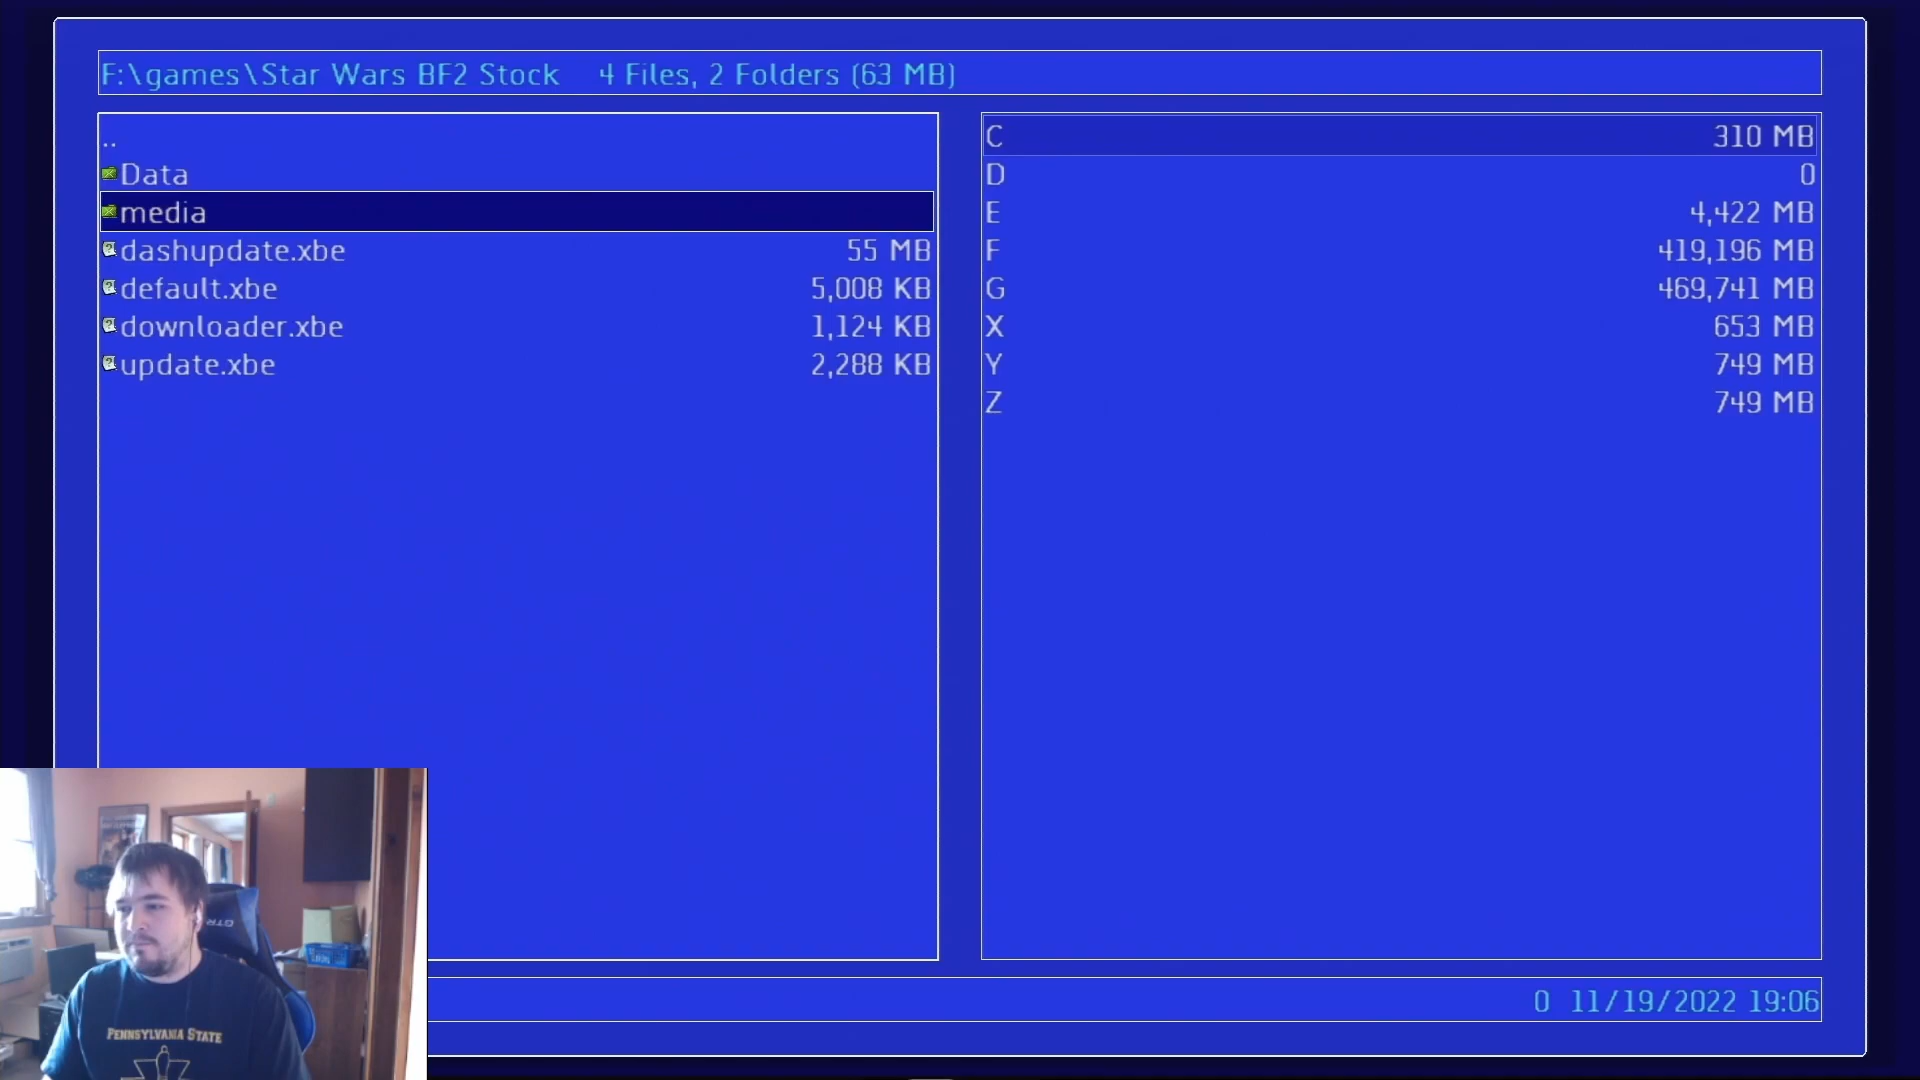 F:\games\Star Wars BF2 Stock 4 Files, 2 Folders (63 MB)
..
Data
media
dashupdate.xbe 55 MB
default.xbe 5,008 KB
downloader.xbe 1,124 KB
update.xbe 2,288 KB
C 310 MB
D 0
E 4,422 MB
F 419,196 MB
G 469,741 MB
X 653 MB
Y 749 MB
Z 749 MB
GTR
PENNSYLVANIA STATE
0 11/19/2022 19:06